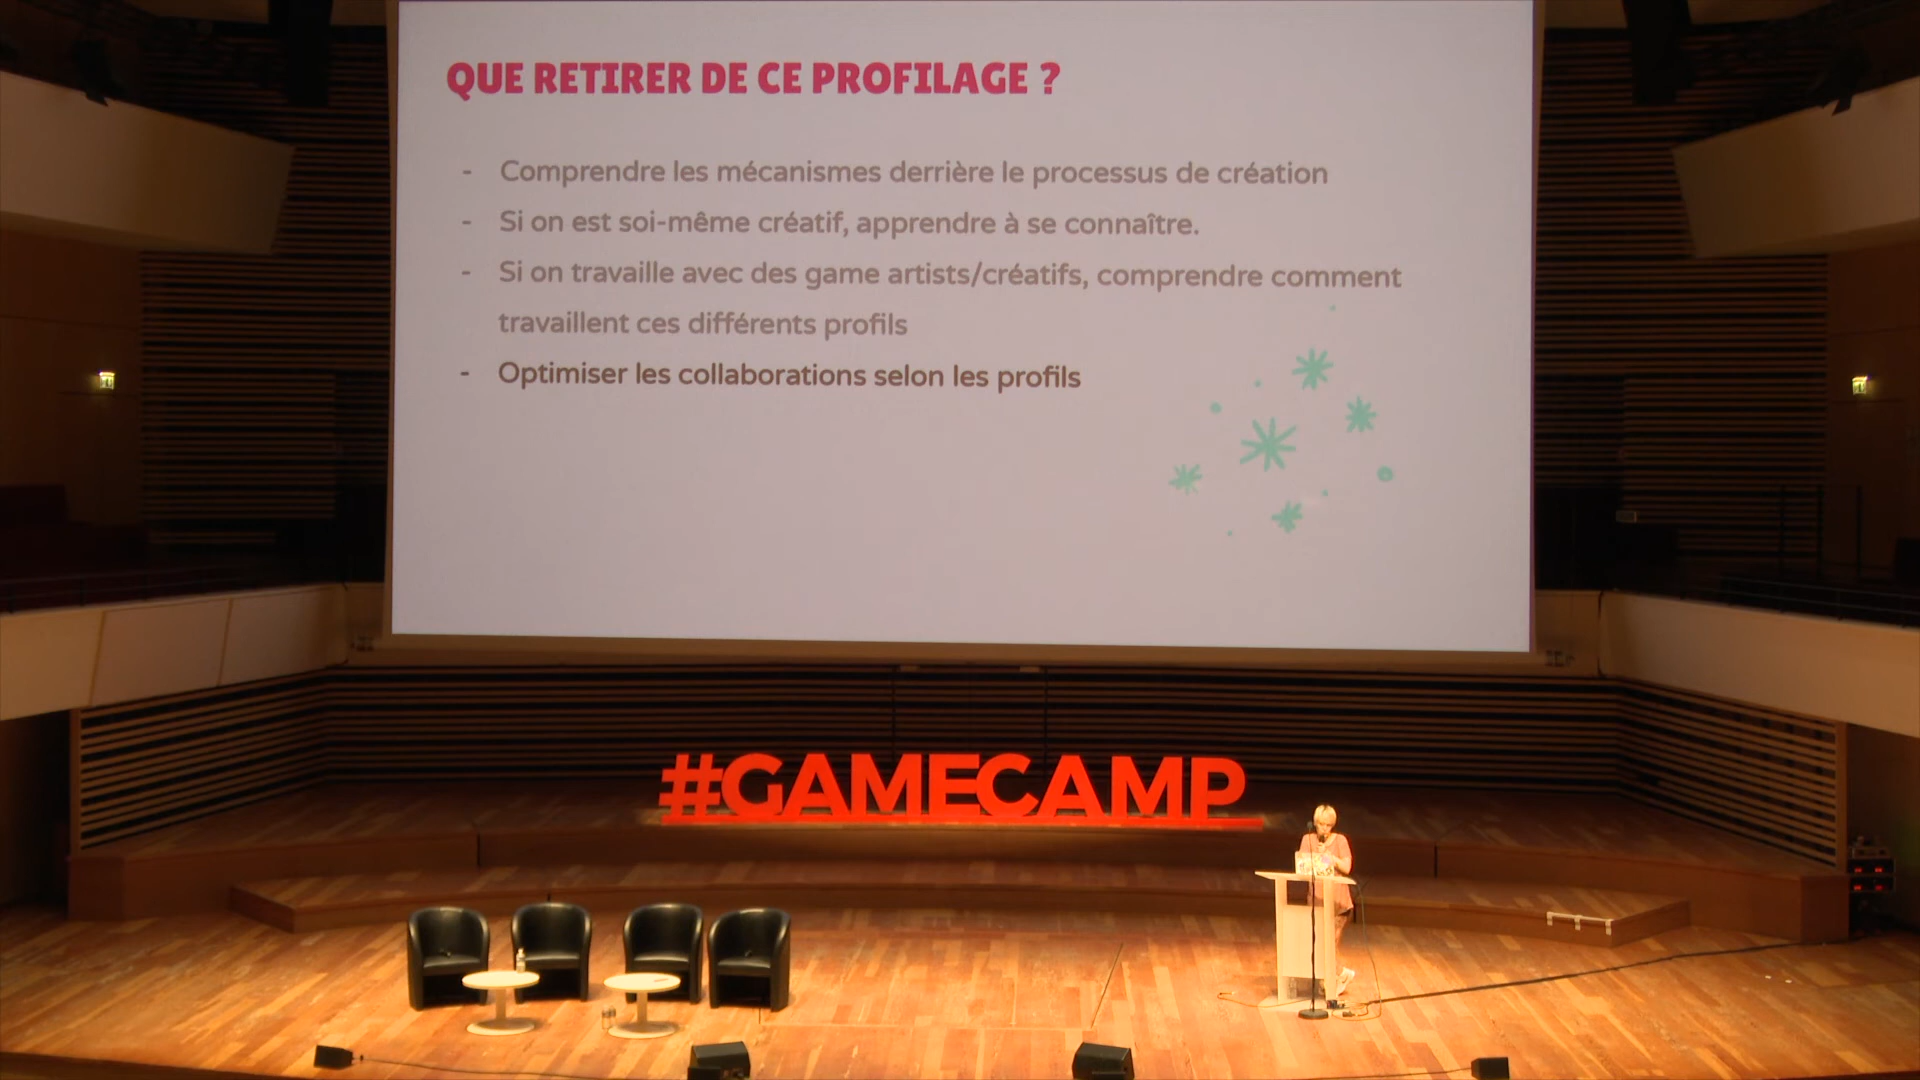 QUE RETIRER DE CE PROFILAGE ?
- Comprendre les mécanismes derrière le processus de création
- Si on est soi-même créatif, apprendre à se connaître.
- Si on travaille avec des game artists/créatifs, comprendre comment
travaillent ces différents profils
- Optimiser les collaborations selon les profils
#GAMECAMP